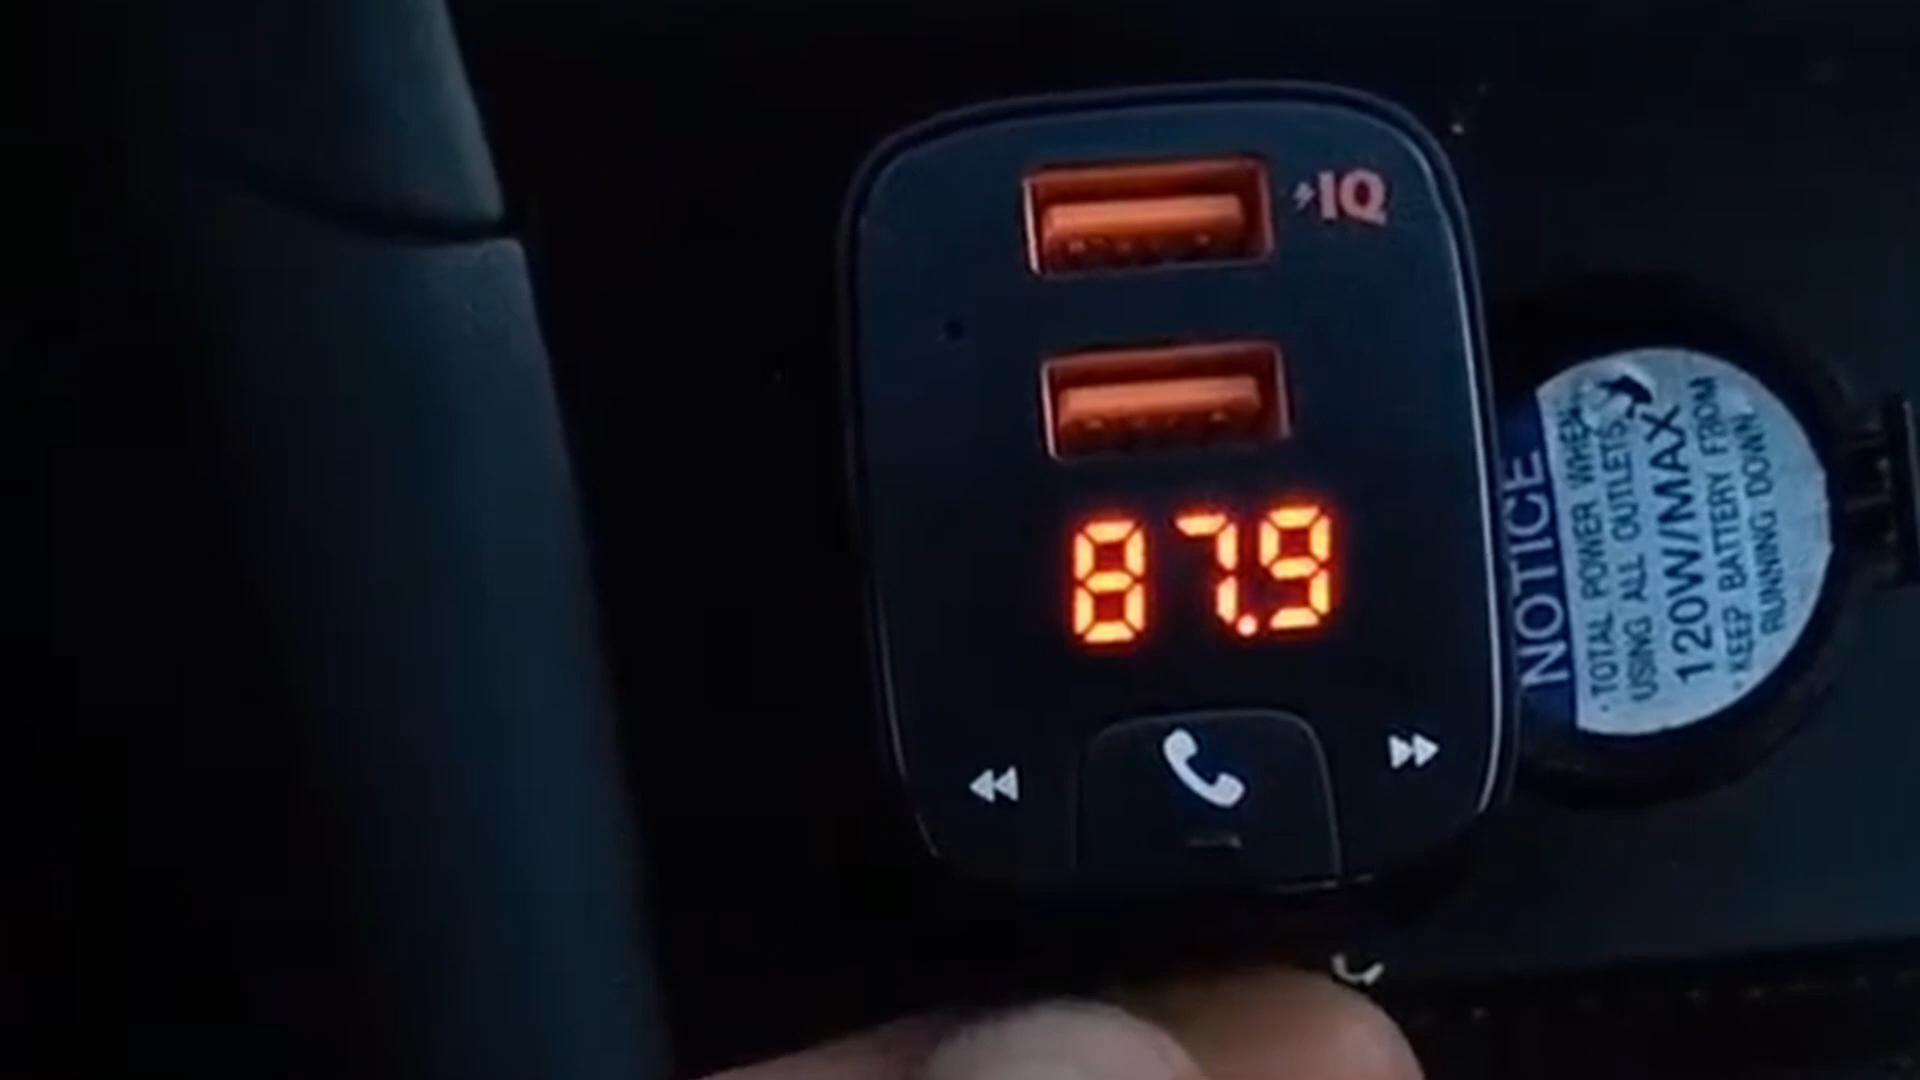 IQ
87.9
NOTICE
· TOTAL POWER WHEN
USING ALL OUTLETS
120W/MAX
· KEEP BATTERY FROM
RUNNING DOWN